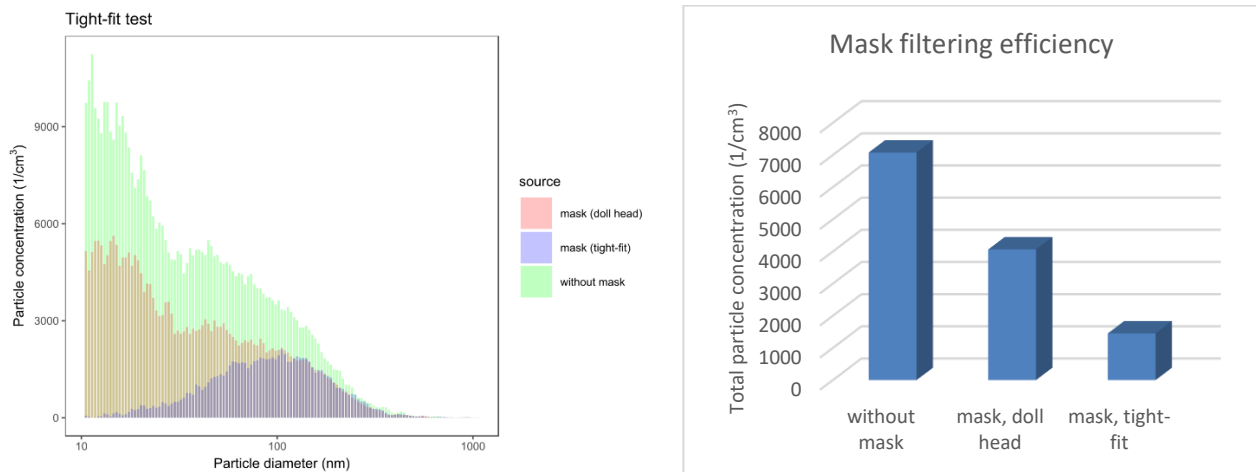 Tight-fit test
Particle concentration (1/cm³)
9000
6000
3000
0
10
100
1000
Particle diameter (nm)
source
mask (doll head)
mask (tight-fit)
without mask
Mask filtering efficiency
Total particle concentration (1/cm³)
8000
7000
6000
5000
4000
3000
2000
1000
0
without
mask
mask, doll
head
mask, tight-
fit